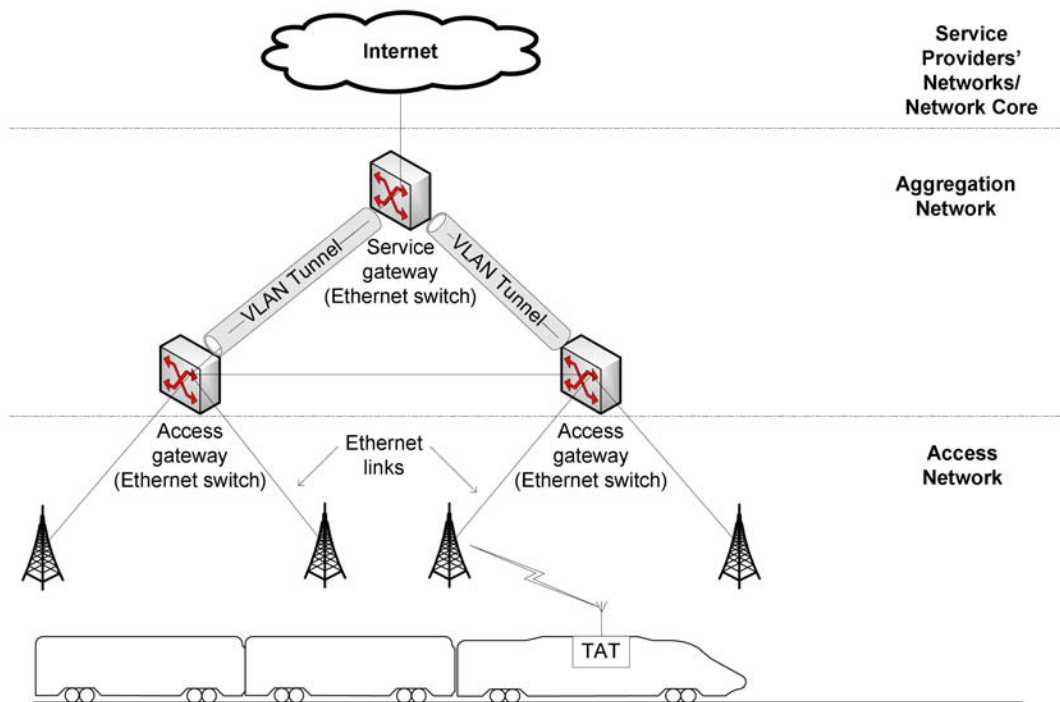 Internet
Service
Providers'
Networks/
Network Core
Aggregation
Network
Service
gateway
(Ethernet switch)
VLAN Tunnel
VLAN Tunnel
Access
gateway
(Ethernet switch)
Ethernet
links
Access
gateway
(Ethernet switch)
Access
Network
TAT